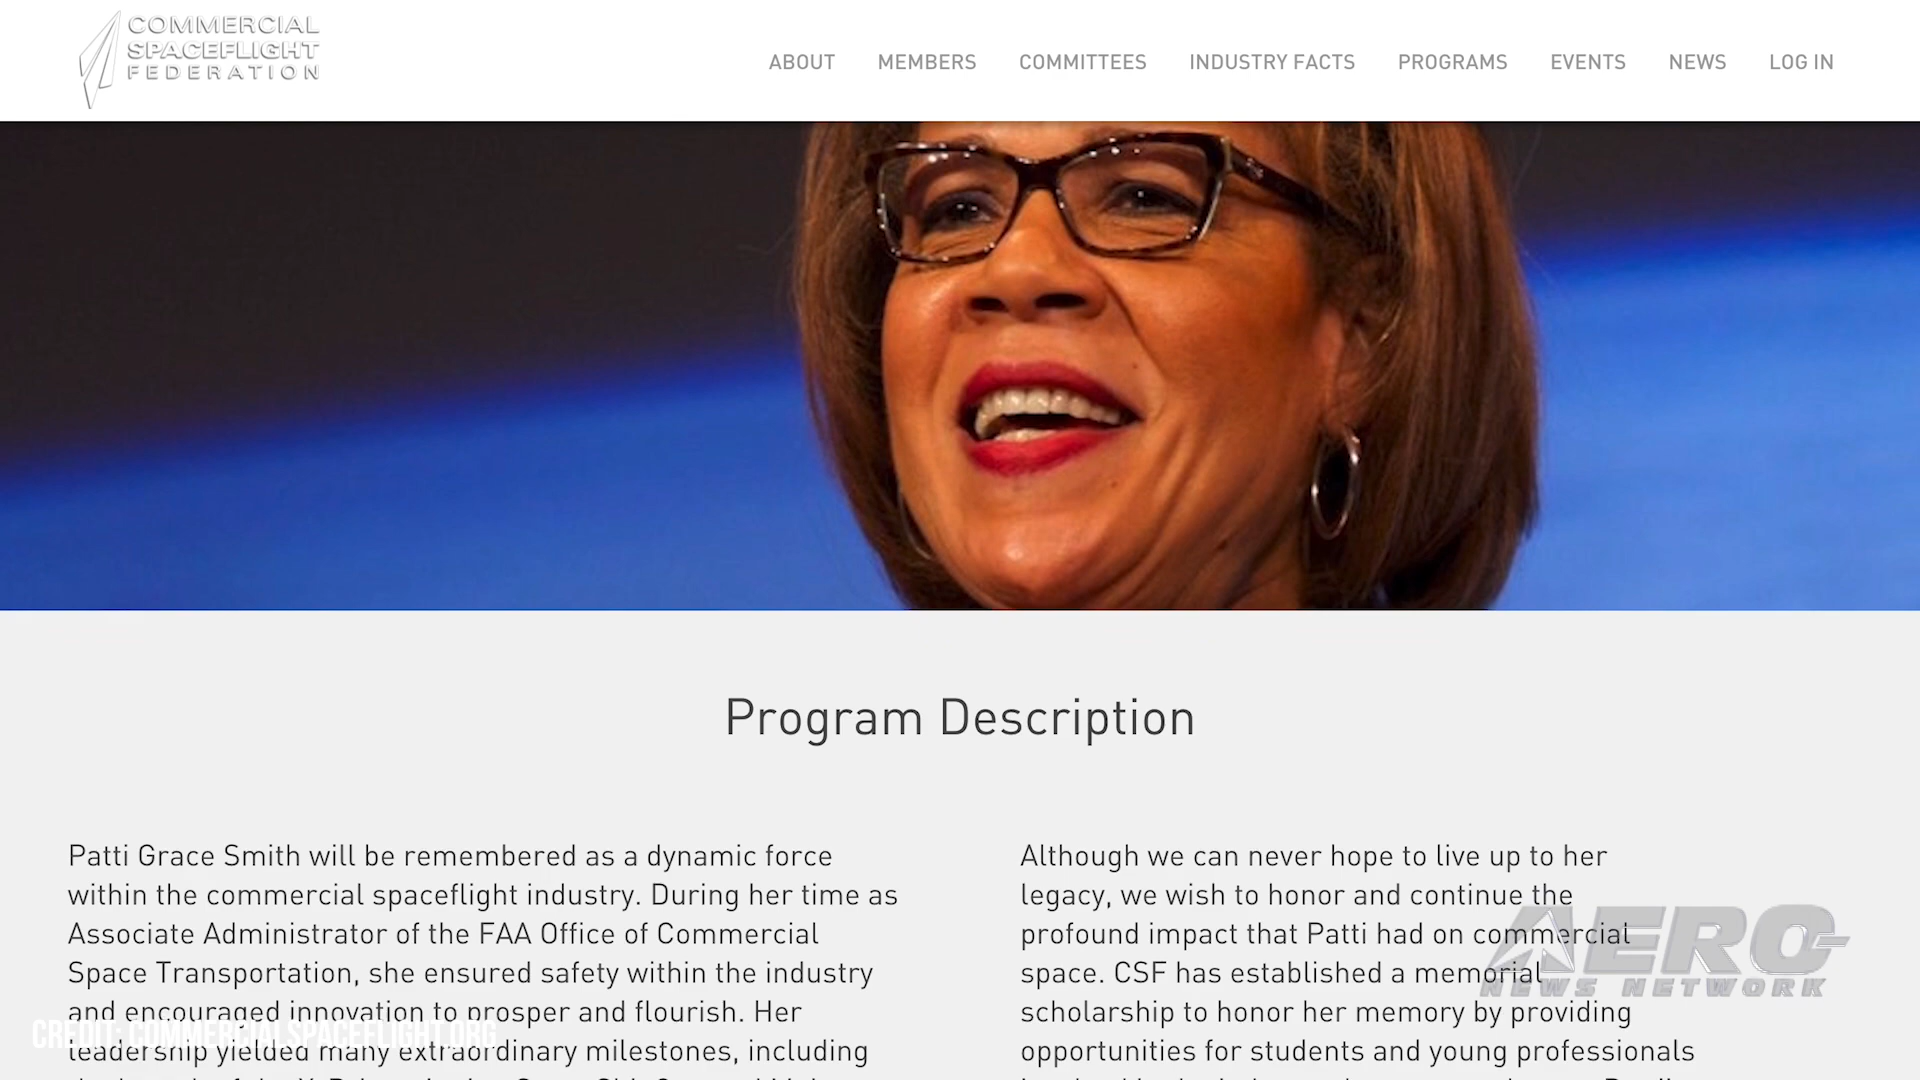 COMMERCIAL
SPACEFLIGHT
FEDERATION
ABOUT MEMBERS COMMITTEES INDUSTRY FACTS PROGRAMS EVENTS NEWS LOG IN
Program Description
Patti Grace Smith will be remembered as a dynamic force
within the commercial spaceflight industry. During her time as
Associate Administrator of the FAA Office of Commercial
Space Transportation, she ensured safety within the industry
and encouraged innovation to prosper and flourish. Her
leadership yielded many extraordinary milestones, including
Although we can never hope to live up to her
legacy, we wish to honor and continue the
profound impact that Patti had on commercial
space. CSF has established a memorial
scholarship to honor her memory by providing
opportunities for students and young professionals
AERO-
NEWS NETWORK
CREDIT: COMMERCIALSPACEFLIGHT.ORG